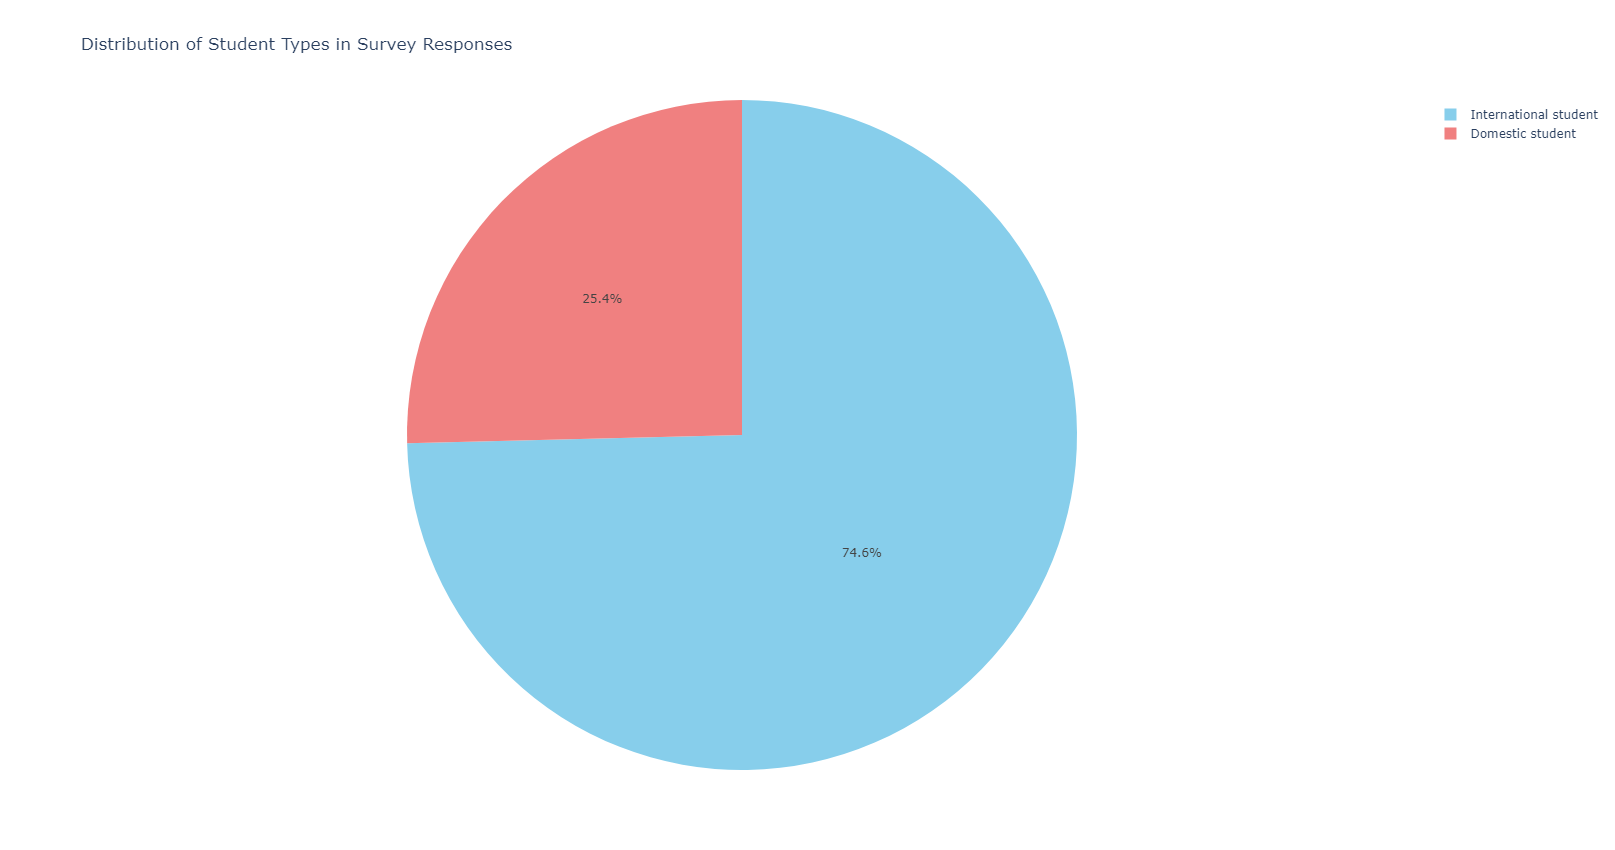 Distribution of Student Types in Survey Responses
International student
Domestic student
25.4%
74.6%